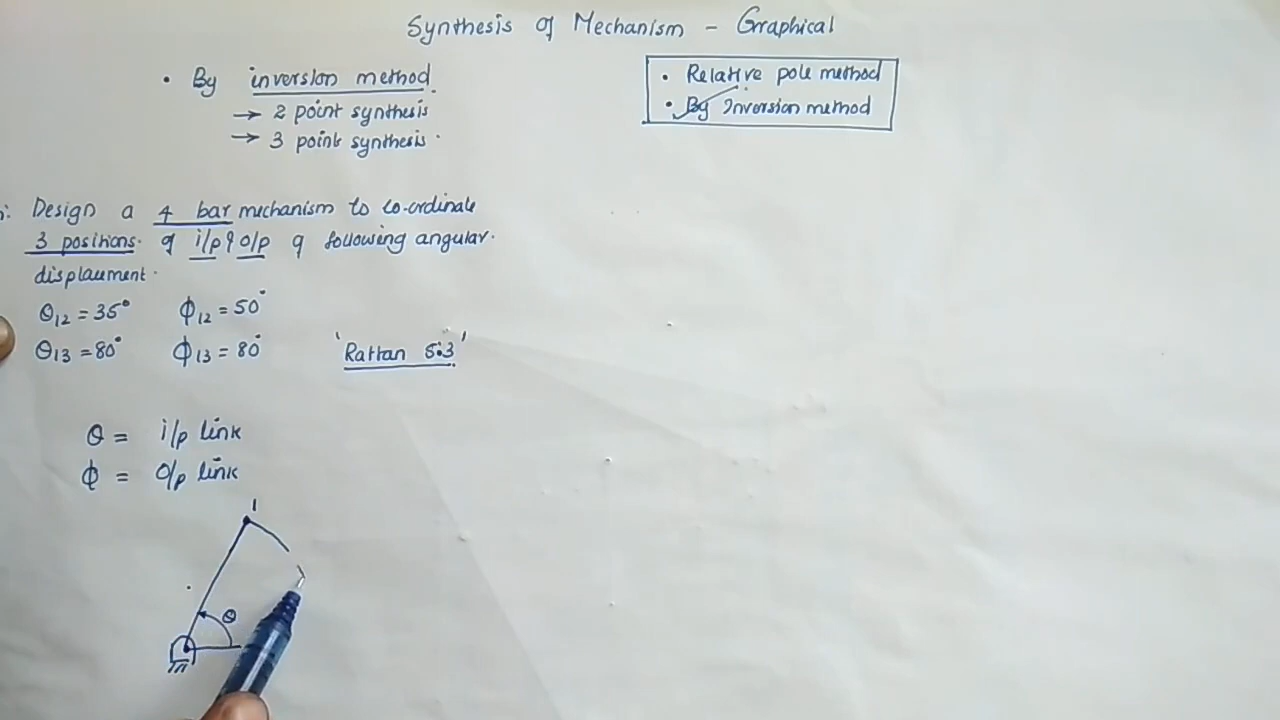 Synthesis of Mechanism - Graphical
• By inversion method.
→ 2 point synthesis
→ 3 point synthesis.
• Relative pole method
• By Inversion method
Design a 4 bar mechanism to co-ordinate
3 positions. of i/p & o/p of following angular.
displacement.
θ12 = 35° ϕ12 = 50°
θ13 = 80° ϕ13 = 80°
'Rattan 5.3'
θ = i/p link
ϕ = o/p link
1
θ